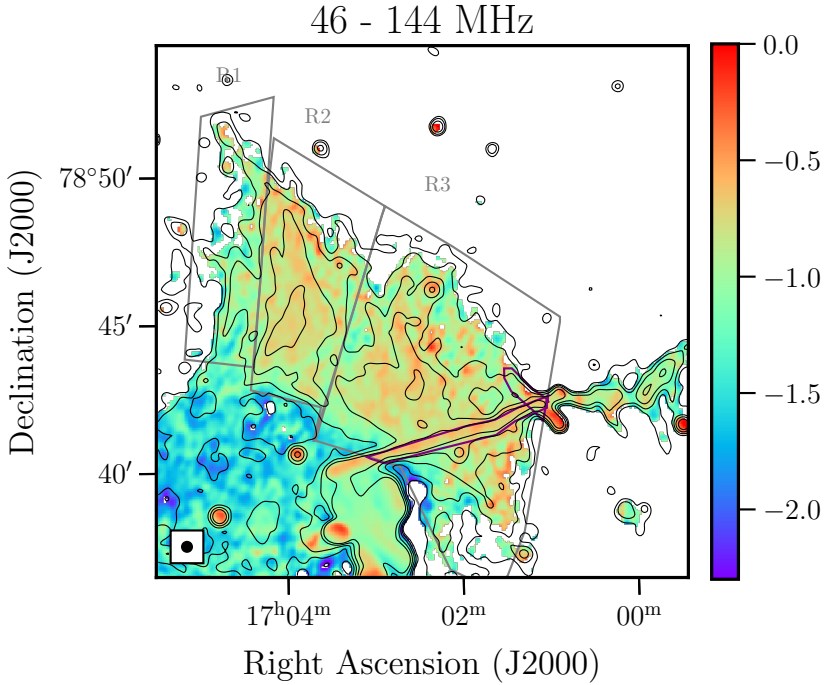 46 - 144 MHz
R1
R2
R3
78°50′
45′
40′
17ʰ04ᵐ
02ᵐ
00ᵐ
Right Ascension (J2000)
Declination (J2000)
0.0
−0.5
−1.0
−1.5
−2.0